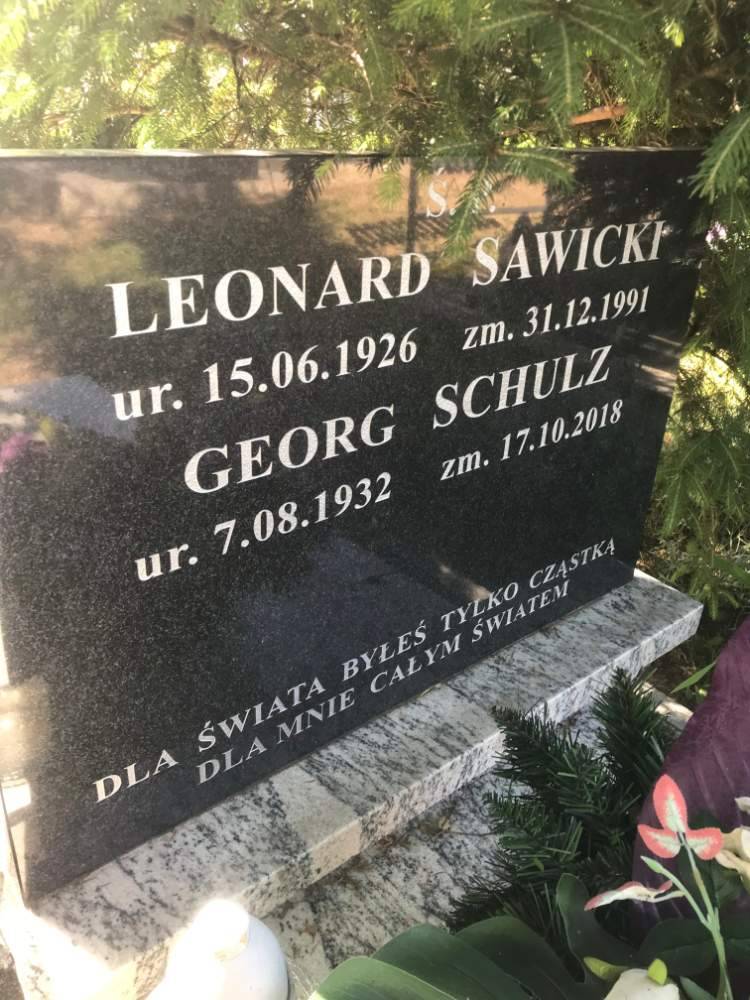 LEONARD SAWICKI
ur. 15.06.1926 zm. 31.12.1991
GEORG SCHULZ
ur. 7.08.1932 zm. 17.10.2018
DLA ŚWIATA BYŁEŚ TYLKO CZĄSTKĄ
DLA MNIE CAŁYM ŚWIATEM